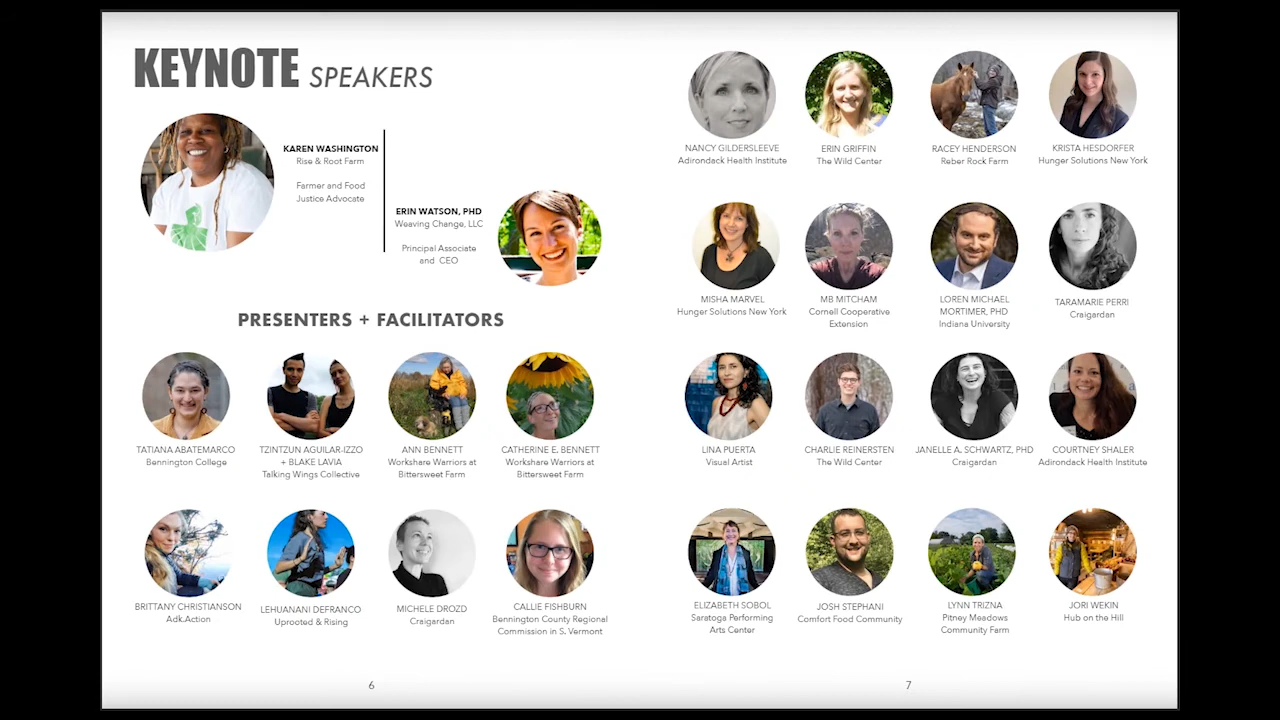 KEYNOTE SPEAKERS
KAREN WASHINGTON
Rise & Root Farm
Farmer and Food
Justice Advocate
ERIN WATSON, PHD
Weaving Change, LLC
Principal Associate
and CEO
PRESENTERS + FACILITATORS
TATIANA ABATEMARCO
Bennington College
TZINTZUN AGUILAR-IZZO
+ BLAKE LAVIA
Talking Wings Collective
ANN BENNETT
Workshare Warriors at
Bittersweet Farm
CATHERINE E. BENNETT
Workshare Warriors at
Bittersweet Farm
BRITTANY CHRISTIANSON
Adk.Action
LEHUANANI DEFRANCO
Uprooted & Rising
MICHELE DROZD
Craigardan
CALLIE FISHBURN
Bennington County Regional
Commission in S. Vermont
6
NANCY GILDERSLEEVE
Adirondack Health Institute
ERIN GRIFFIN
The Wild Center
RACEY HENDERSON
Reber Rock Farm
KRISTA HESDORFER
Hunger Solutions New York
MISHA MARVEL
Hunger Solutions New York
MB MITCHAM
Cornell Cooperative
Extension
LOREN MICHAEL
MORTIMER, PHD
Indiana University
TARAMARIE PERRI
Craigardan
LINA PUERTA
Visual Artist
CHARLIE REINERSTEN
The Wild Center
JANELLE A. SCHWARTZ, PHD
Craigardan
COURTNEY SHALER
Adirondack Health Institute
ELIZABETH SOBOL
Saratoga Performing
Arts Center
JOSH STEPHANI
Comfort Food Community
LYNN TRIZNA
Pitney Meadows
Community Farm
JORI WEKIN
Hub on the Hill
7